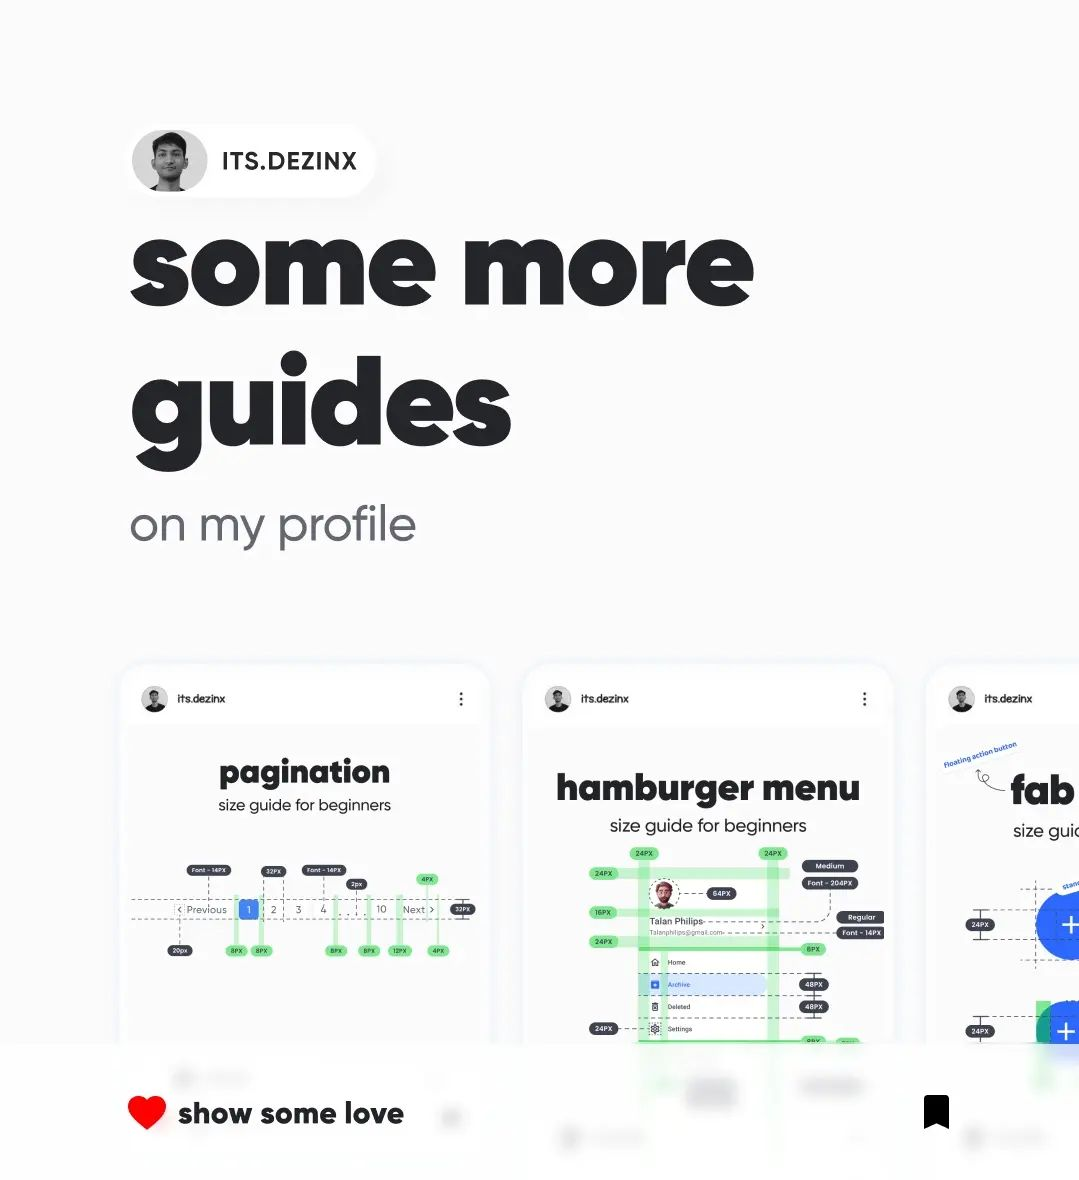 ITS.DEZINX
some more
guides
on my profile
its.dezinx
pagination
size guide for beginners
Font - 14PX
32PX
Font - 14PX
2px
4PX
Previous 1 2 3 4 . . . . 10 Next
32PX
20px
8PX
8PX
8PX
8PX
12PX
4PX
its.dezinx
hamburger menu
size guide for beginners
24PX
24PX
24PX
Medium
64PX
Font - 204PX
16PX
Talan Philips
Regular
Talanphilips@gmail.com
Font - 14PX
24PX
8PX
Home
Archive
48PX
Deleted
48PX
24PX
Settings
8PX
its.dezinx
floating action button
fab
size guid
stand
24PX
24PX
show some love